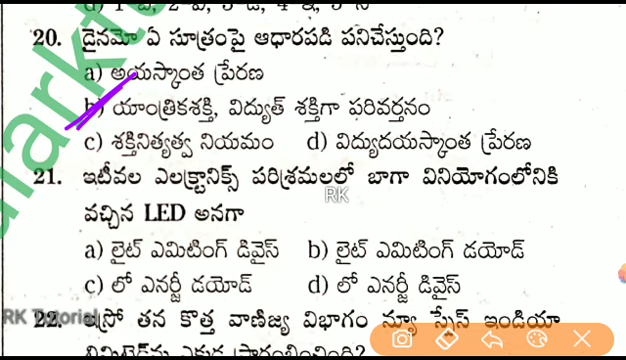 20. డైనమో ఏ సూత్రంపై ఆధారపడి పనిచేస్తుంది?
a) అయస్కాంత ప్రేరణ
b) యాంత్రికశక్తి, విద్యుత్ శక్తిగా పరివర్తనం
c) శక్తినిత్యత్వ నియమం d) విద్యుదయస్కాంత ప్రేరణ
21. ఇటీవల ఎలక్ట్రానిక్స్ పరిశ్రమలలో బాగా వినియోగంలోనికి
RK
వచ్చిన LED అనగా
a) లైట్ ఎమిటింగ్ డివైస్ b) లైట్ ఎమిటింగ్ డయోడ్
c) లో ఎనర్జీ డయోడ్ d) లో ఎనర్జీ డివైస్
RK Tutorial
22. ఇస్రో తన కొత్త వాణిజ్య విభాగం న్యూ స్పేస్ ఇండియా